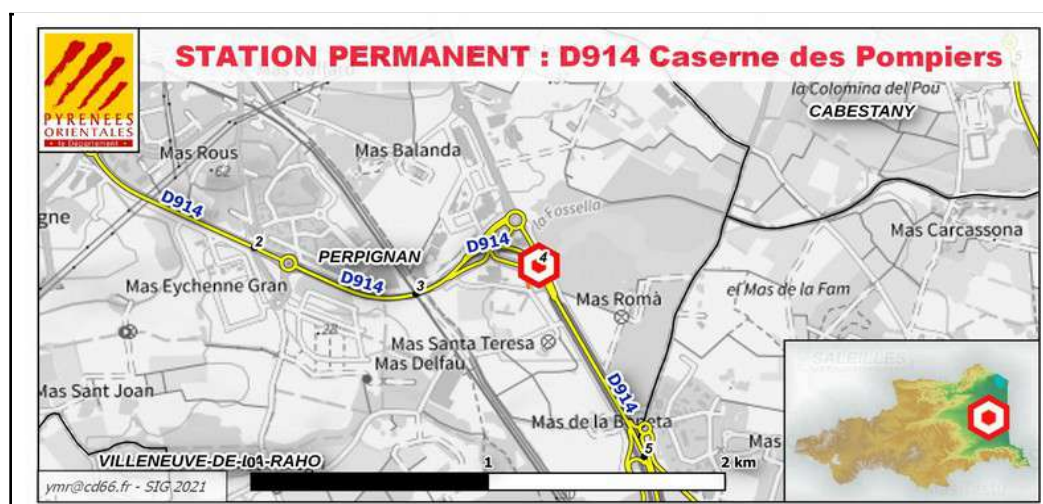 STATION PERMANENT : D914 Caserne des Pompiers
PYRENEES
ORIENTALES
le Département
la Colomina del Pou
CABESTANY
Mas Rous
62
Mas Balanda
la Fossella
D914
gne
2
PERPIGNAN
D914
4
Mas Carcassona
D914
3
Mas Eychenne Gran
Mas Romà
el Mas de la Fam
28
Mas Santa Teresa
Mas Delfau
D914
SALEILLES
Mas Sant Joan
Mas de la
Mas
5
VILLENEUVE-DE-LA-RAHO
0
1
2 km
ymr@cd66.fr - SIG 2021